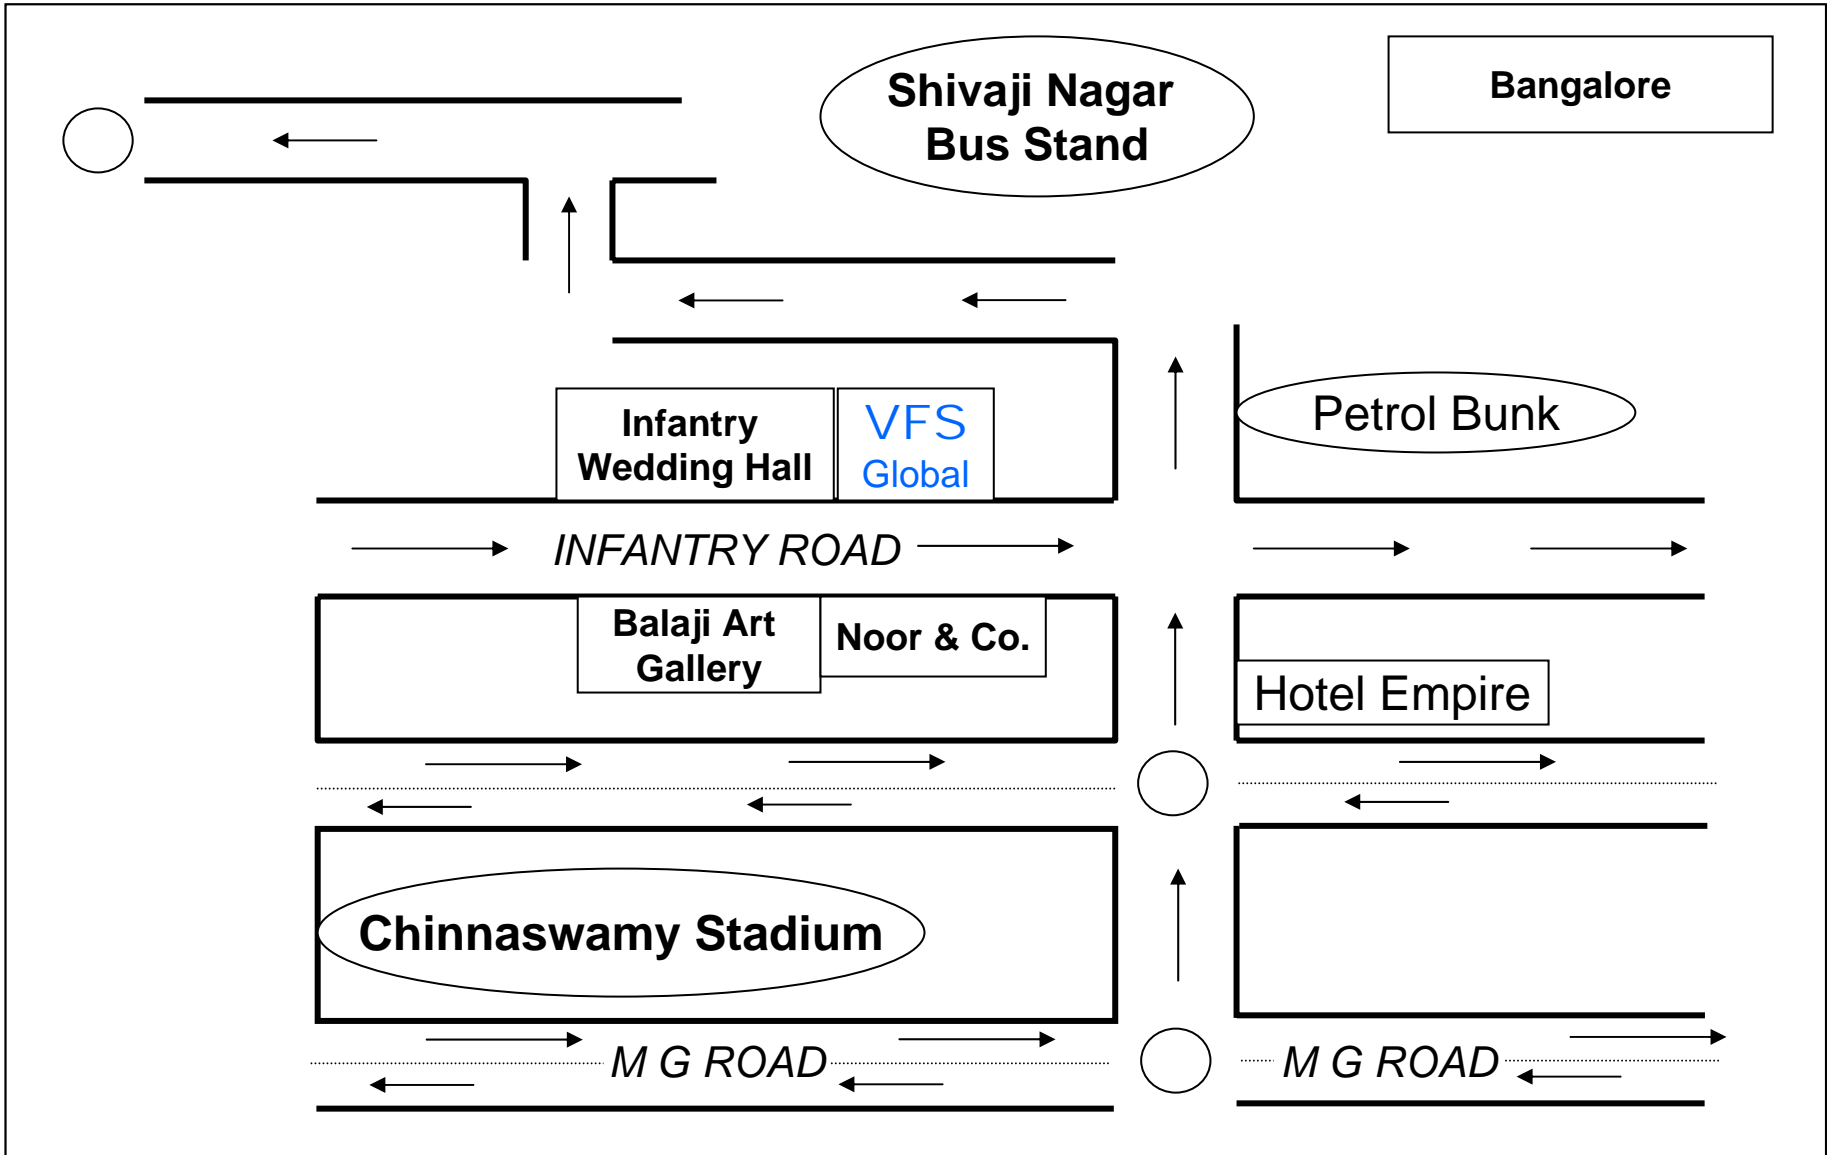 Shivaji Nagar
Bus Stand
Bangalore
Infantry
Wedding Hall
VFS
Global
Petrol Bunk
INFANTRY ROAD
Balaji Art
Gallery
Noor & Co.
Hotel Empire
Chinnaswamy Stadium
M G ROAD
M G ROAD